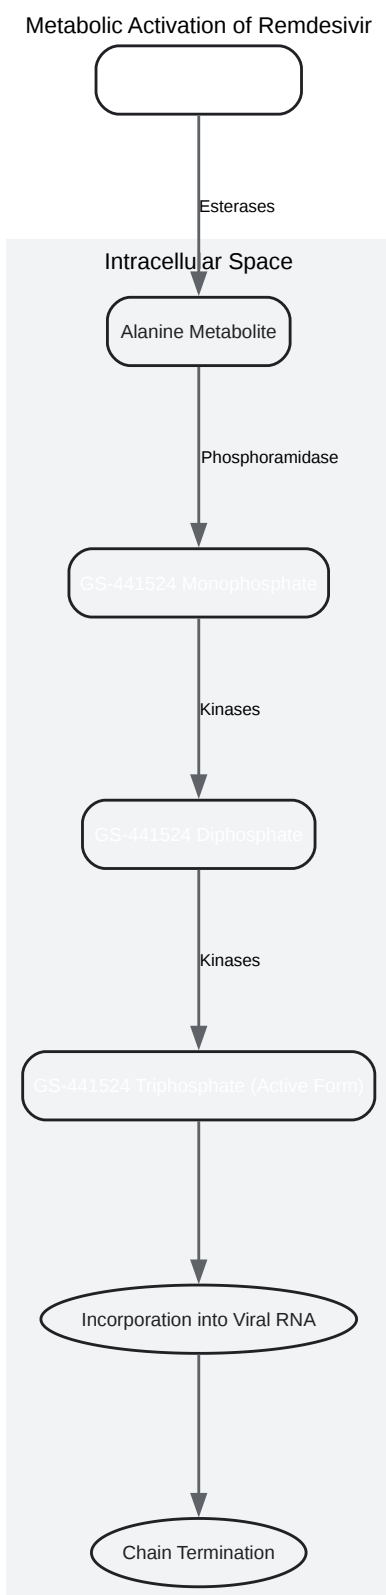 Metabolic Activation of Remdesivir
Esterases
Intracellular Space
Alanine Metabolite
Phosphoramidase
GS-441524 Monophosphate
Kinases
GS-441524 Diphosphate
Kinases
GS-441524 Triphosphate (Active Form)
Incorporation into Viral RNA
Chain Termination